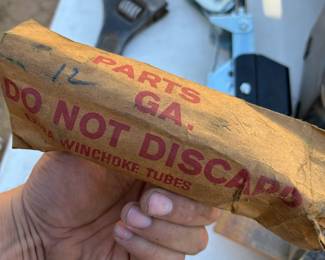 12
PARTS
GA.
DO NOT DISCARD
WINCHOKE TUBES